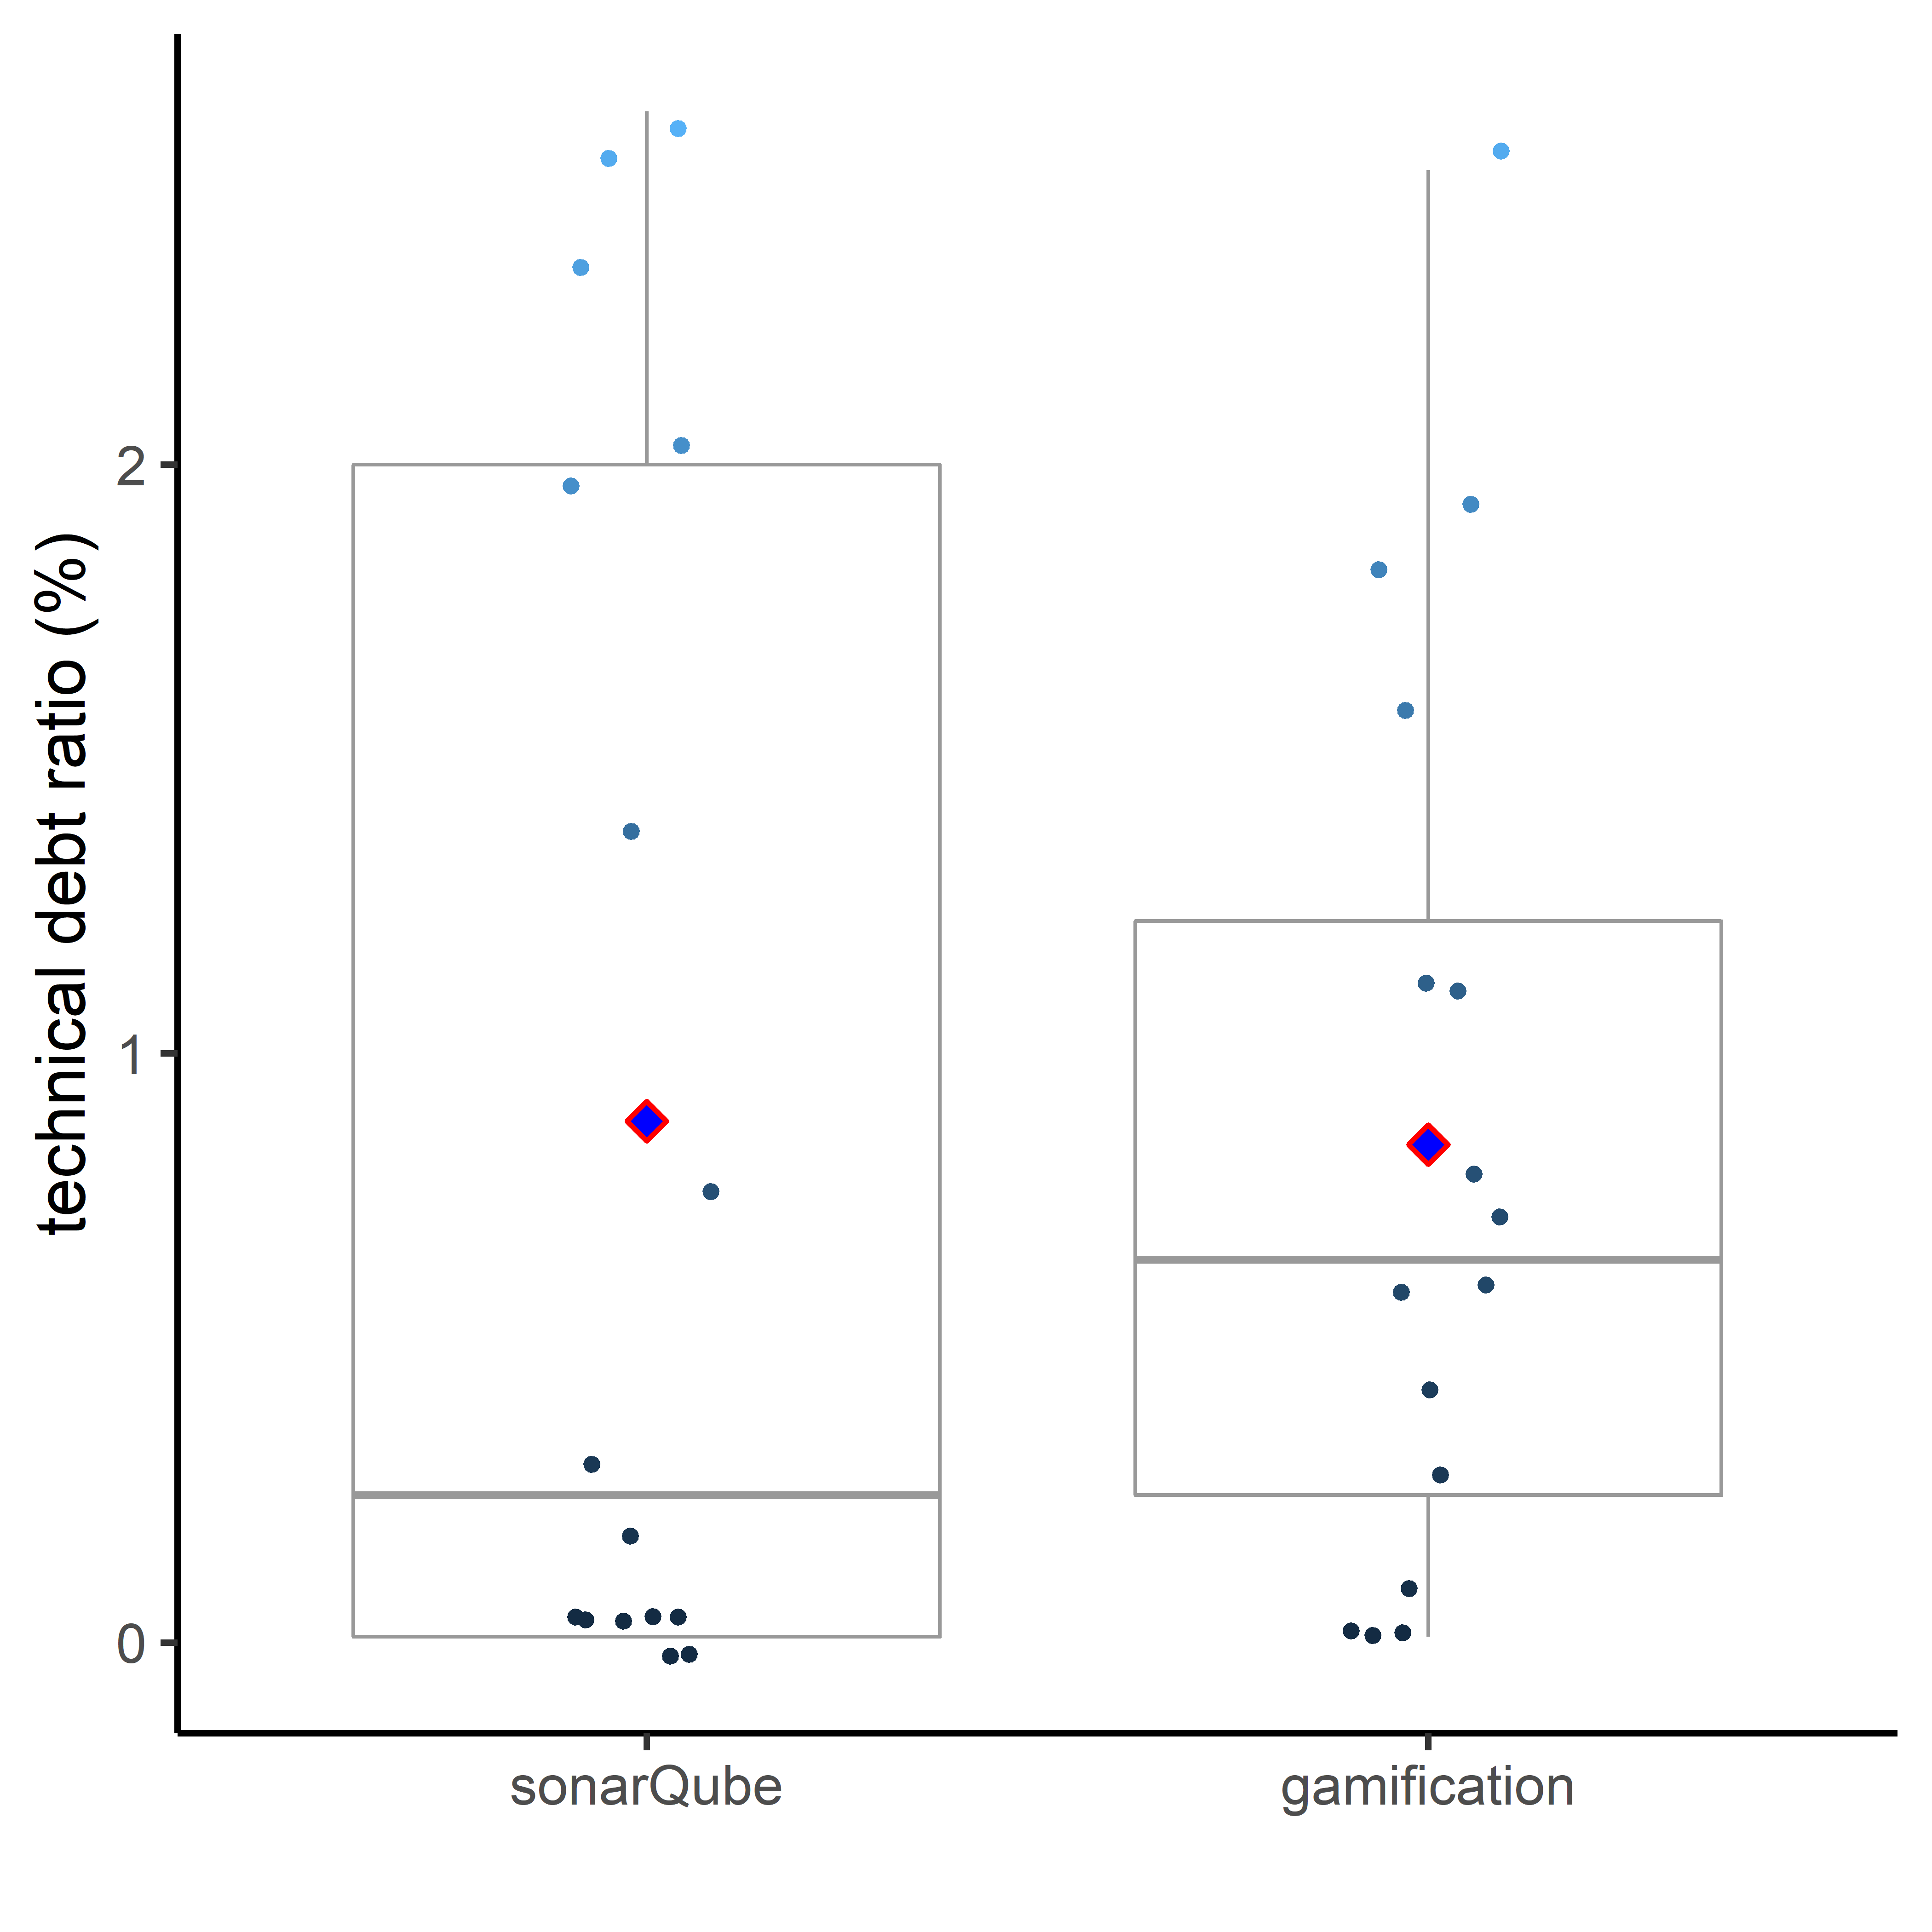 technical debt ratio (%)
2
1
0
sonarQube
gamification